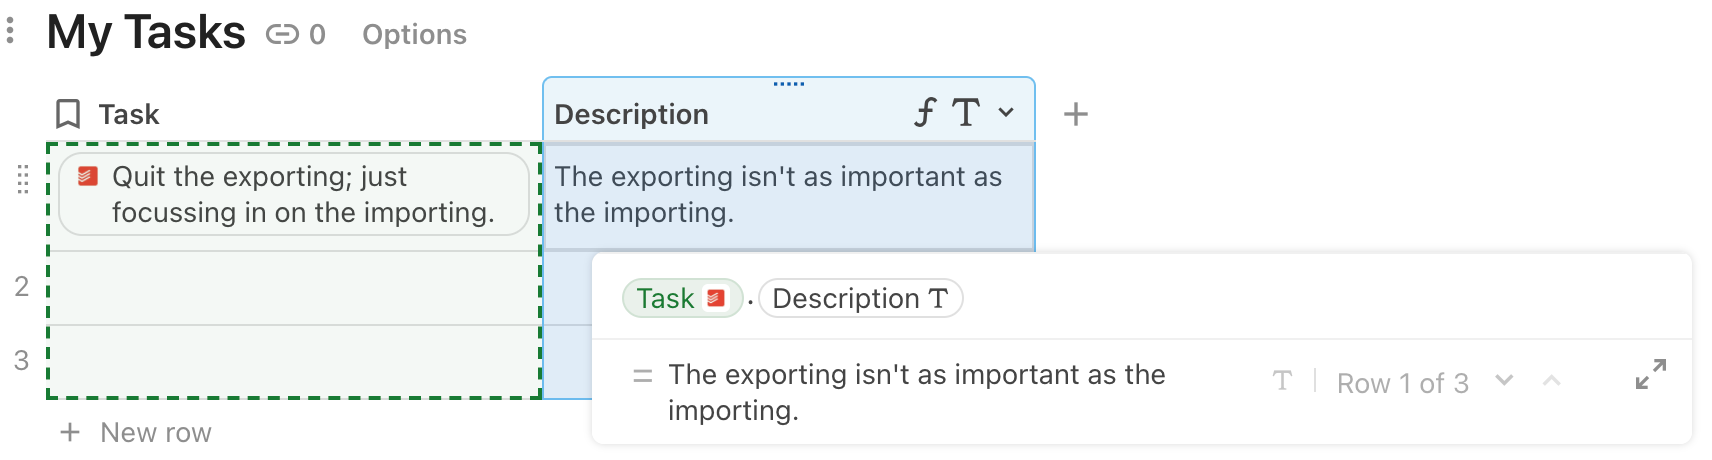 My Tasks 0 Options
Task Description
Quit the exporting; just
focussing in on the importing.
The exporting isn't as important as
the importing.
2
Task . Description T
3
= The exporting isn't as important as the
importing.
T | Row 1 of 3
+ New row